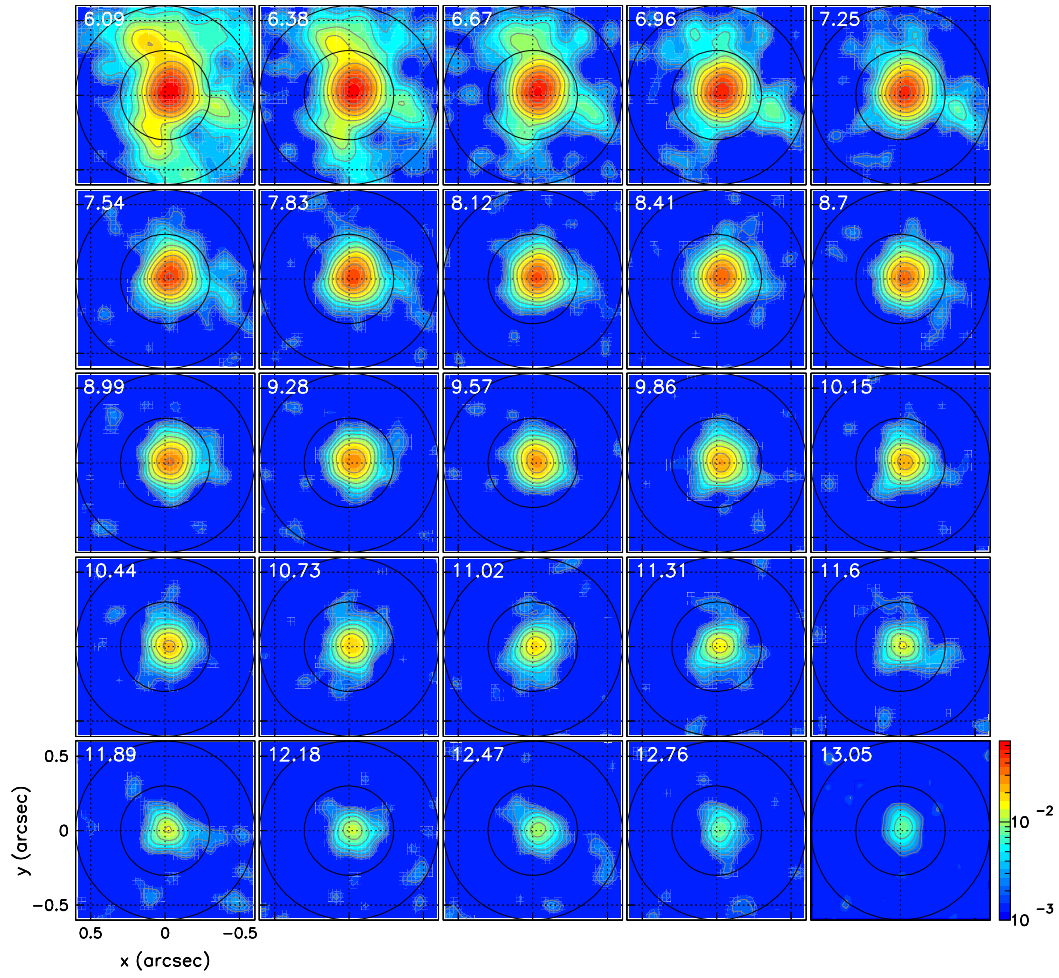 6.09 6.38 6.67 6.96 7.25
7.54 7.83 8.12 8.41 8.7
8.99 9.28 9.57 9.86 10.15
10.44 10.73 11.02 11.31 11.6
11.89 12.18 12.47 12.76 13.05
0.5
0
−0.5
y (arcsec)
0.5 0 −0.5
x (arcsec)
10 −2
10 −3